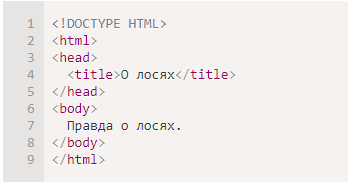 1 <!DOCTYPE HTML>
2 <html>
3 <head>
4   <title>О лосях</title>
5 </head>
6 <body>
7   Правда о лосях.
8 </body>
9 </html>